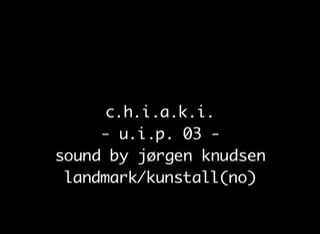 c.h.i.a.k.i.
- u.i.p. 03 -
sound by jørgen knudsen
landmark/kunstall(no)